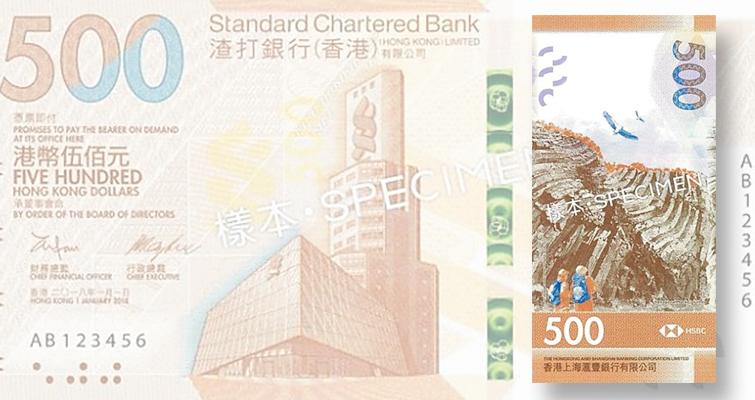 500
Standard Chartered Bank
渣打銀行(香港)(HONG KONG) LIMITED
有限公司
憑票即付
PROMISES TO PAY THE BEARER ON DEMAND
AT ITS OFFICE HERE
港幣伍佰元
FIVE HUNDRED
HONG KONG DOLLARS
承董事會命
BY ORDER OF THE BOARD OF DIRECTORS
財務總監 行政總裁
CHIEF FINANCIAL OFFICER CHIEF EXECUTIVE
香港 二〇一八年一月一日
HONG KONG 1 JANUARY 2018
AB123456
500
樣本·SPECIMEN
500
樣本·SPECIMEN
500
HSBC
THE HONGKONG AND SHANGHAI BANKING CORPORATION LIMITED
香港上海滙豐銀行有限公司
AB123456